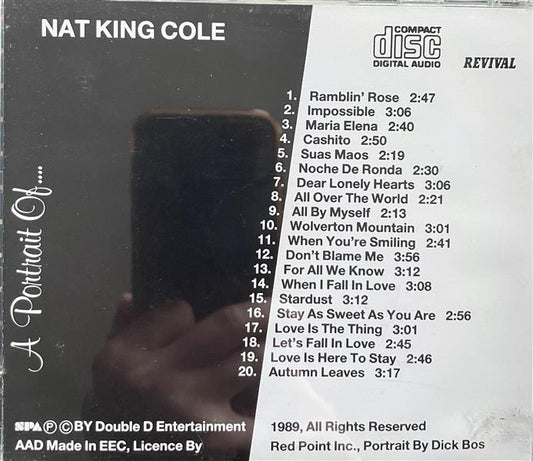 NAT KING COLE
COMPACT
disc
DIGITAL AUDIO
REVIVAL
A Portrait Of....
1. Ramblin' Rose 2:47
2. Impossible 3:06
3. Maria Elena 2:40
4. Cashito 2:50
5. Suas Maos 2:19
6. Noche De Ronda 2:30
7. Dear Lonely Hearts 3:06
8. All Over The World 2:21
9. All By Myself 2:13
10. Wolverton Mountain 3:01
11. When You're Smiling 2:41
12. Don't Blame Me 3:56
13. For All We Know 3:12
14. When I Fall In Love 3:08
15. Stardust 3:12
16. Stay As Sweet As You Are 2:56
17. Love Is The Thing 3:01
18. Let's Fall In Love 2:45
19. Love Is Here To Stay 2:46
20. Autumn Leaves 3:17
SPA Ⓟ © BY Double D Entertainment 1989, All Rights Reserved
AAD Made In EEC, Licence By Red Point Inc., Portrait By Dick Bos